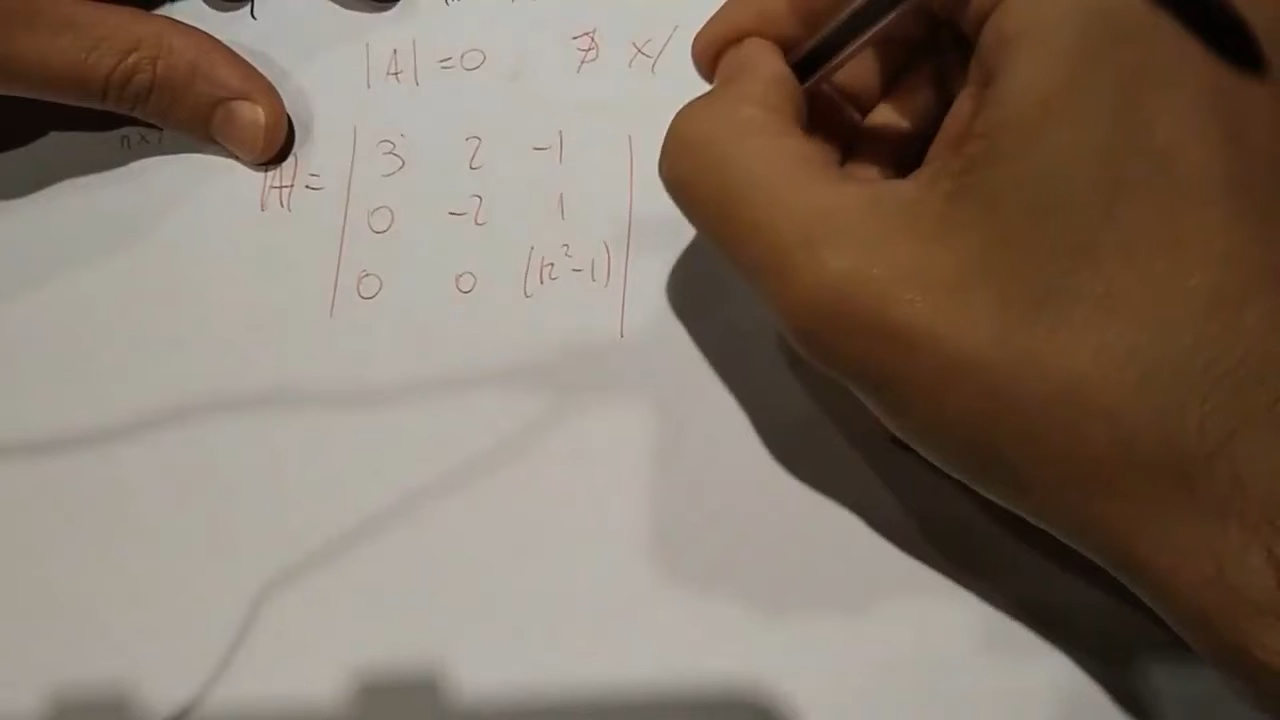 |A| = 0 ∄ x/
|A| = | 3 2 -1 |
| 0 -2 1 |
| 0 0 (k²-1) |